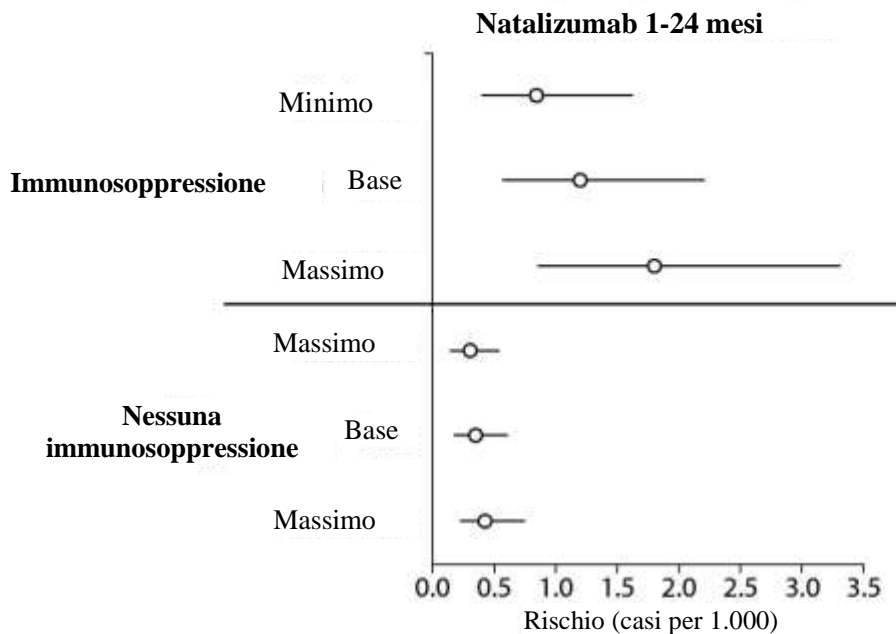 Natalizumab 1-24 mesi
Minimo
Immunosoppressione
Base
Massimo
Massimo
Nessuna
immunosoppressione
Base
Massimo
0.0 0.5 1.0 1.5 2.0 2.5 3.0 3.5
Rischio (casi per 1.000)